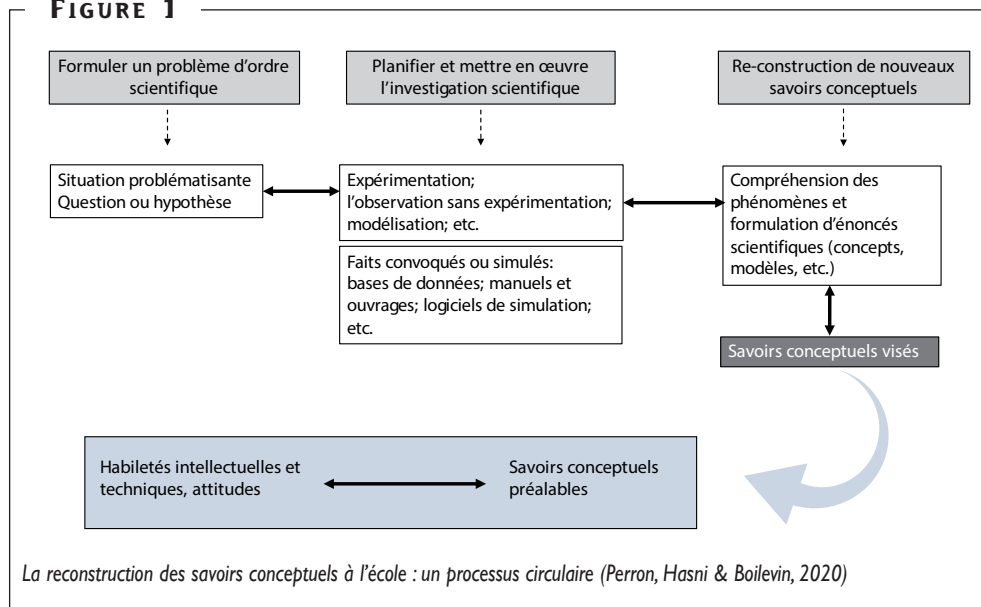 FIGURE 1
Formuler un problème d'ordre
scientifique
Planifier et mettre en œuvre
l'investigation scientifique
Re-construction de nouveaux
savoirs conceptuels
Situation problématisante
Question ou hypothèse
Expérimentation;
l'observation sans expérimentation;
modélisation; etc.
Faits convoqués ou simulés:
bases de données; manuels et
ouvrages; logiciels de simulation;
etc.
Compréhension des
phénomènes et
formulation d'énoncés
scientifiques (concepts,
modèles, etc.)
Savoirs conceptuels visés
Habiletés intellectuelles et
techniques, attitudes
Savoirs conceptuels
préalables
La reconstruction des savoirs conceptuels à l'école : un processus circulaire (Perron, Hasni & Boilevin, 2020)